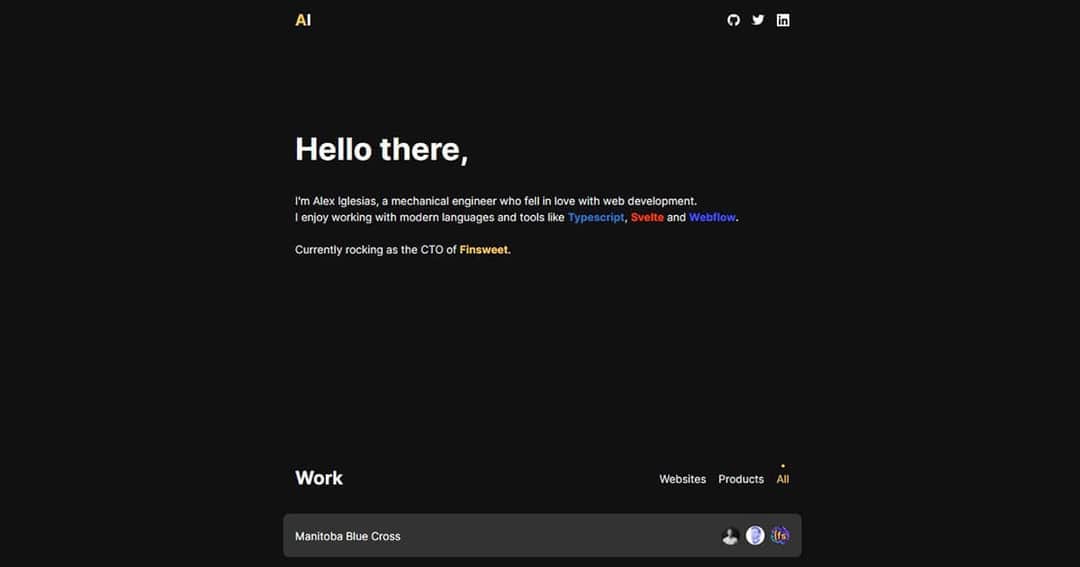 AI
Hello there,
I'm Alex Iglesias, a mechanical engineer who fell in love with web development.
I enjoy working with modern languages and tools like Typescript, Svelte and Webflow.
Currently rocking as the CTO of Finsweet.
Work
Websites Products All
Manitoba Blue Cross
fs